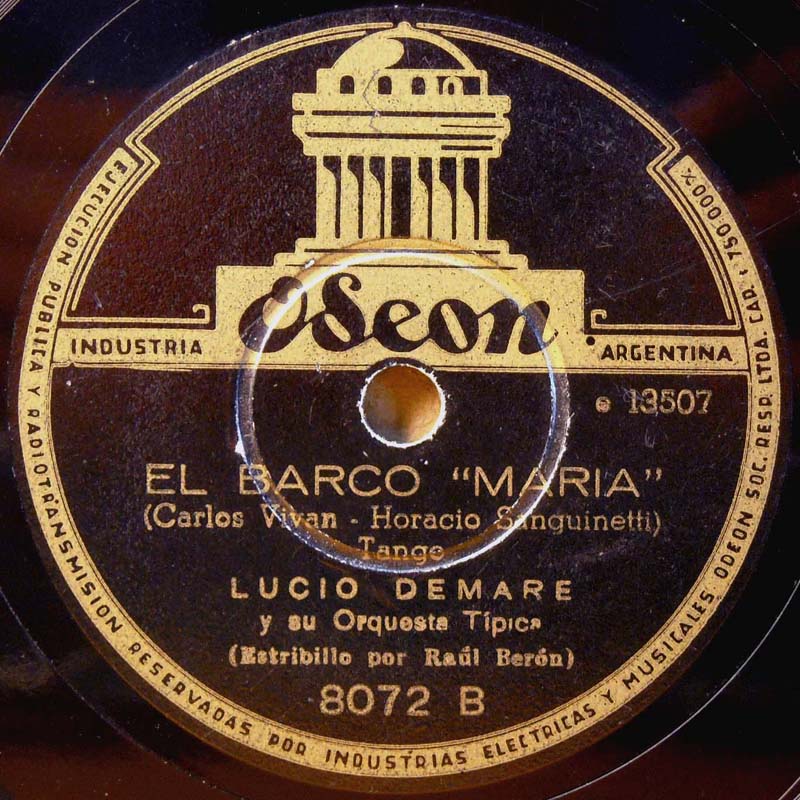 Odeon
INDUSTRIA
ARGENTINA
e 13507
EL BARCO "MARIA"
(Carlos Vivan - Horacio Sanguinetti)
Tango
LUCIO DEMARE
y su Orquesta Típica
(Estribillo por Raúl Berón)
8072 B
EJECUCION PUBLICA Y RADIOTRANSMISION RESERVADAS POR INDUSTRIAS ELECTRICAS Y MUSICALES ODEON SOC. RESP. LTDA. CAP.: 750.000 %